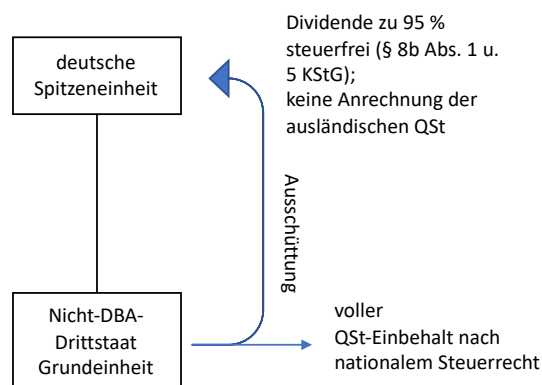 deutsche
Spitzeneinheit
Dividende zu 95 %
steuerfrei (§ 8b Abs. 1 u.
5 KStG);
keine Anrechnung der
ausländischen QSt
Ausschüttung
Nicht-DBA-
Drittstaat
Grundeinheit
voller
QSt-Einbehalt nach
nationalem Steuerrecht